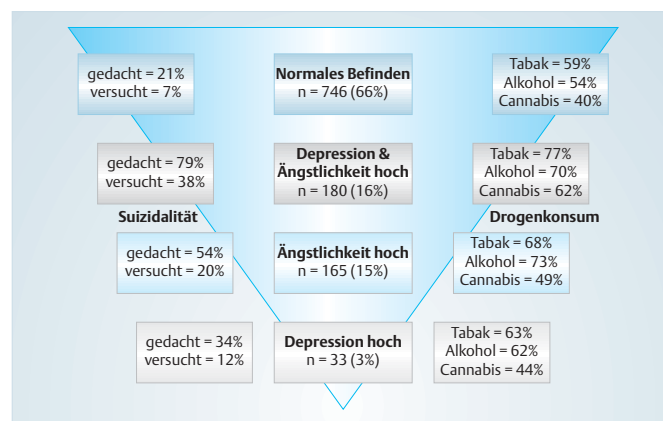 gedacht = 21%
versucht = 7%
Normales Befinden
n = 746 (66%)
Tabak = 59%
Alkohol = 54%
Cannabis = 40%
gedacht = 79%
versucht = 38%
Depression &
Ängstlichkeit hoch
n = 180 (16%)
Tabak = 77%
Alkohol = 70%
Cannabis = 62%
Suizidalität
Drogenkonsum
gedacht = 54%
versucht = 20%
Ängstlichkeit hoch
n = 165 (15%)
Tabak = 68%
Alkohol = 73%
Cannabis = 49%
gedacht = 34%
versucht = 12%
Depression hoch
n = 33 (3%)
Tabak = 63%
Alkohol = 62%
Cannabis = 44%